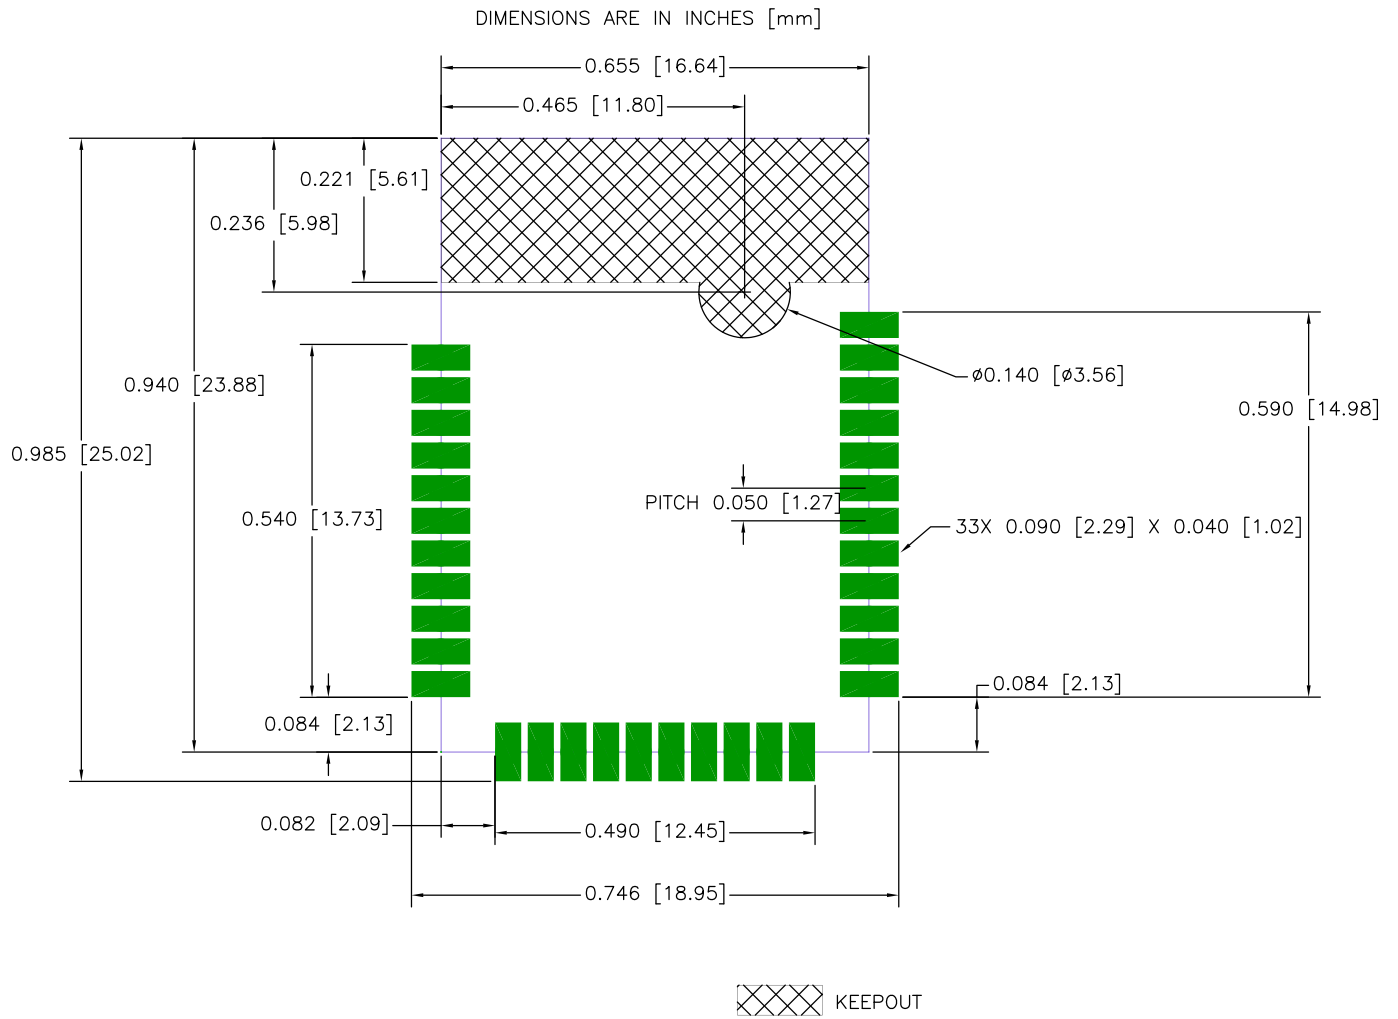 DIMENSIONS ARE IN INCHES [mm]
0.655 [16.64]
0.465 [11.80]
0.221 [5.61]
0.236 [5.98]
ø0.140 [ø3.56]
0.940 [23.88]
0.590 [14.98]
0.985 [25.02]
PITCH 0.050 [1.27]
0.540 [13.73]
33X 0.090 [2.29] X 0.040 [1.02]
0.084 [2.13]
0.084 [2.13]
0.082 [2.09]
0.490 [12.45]
0.746 [18.95]
KEEPOUT